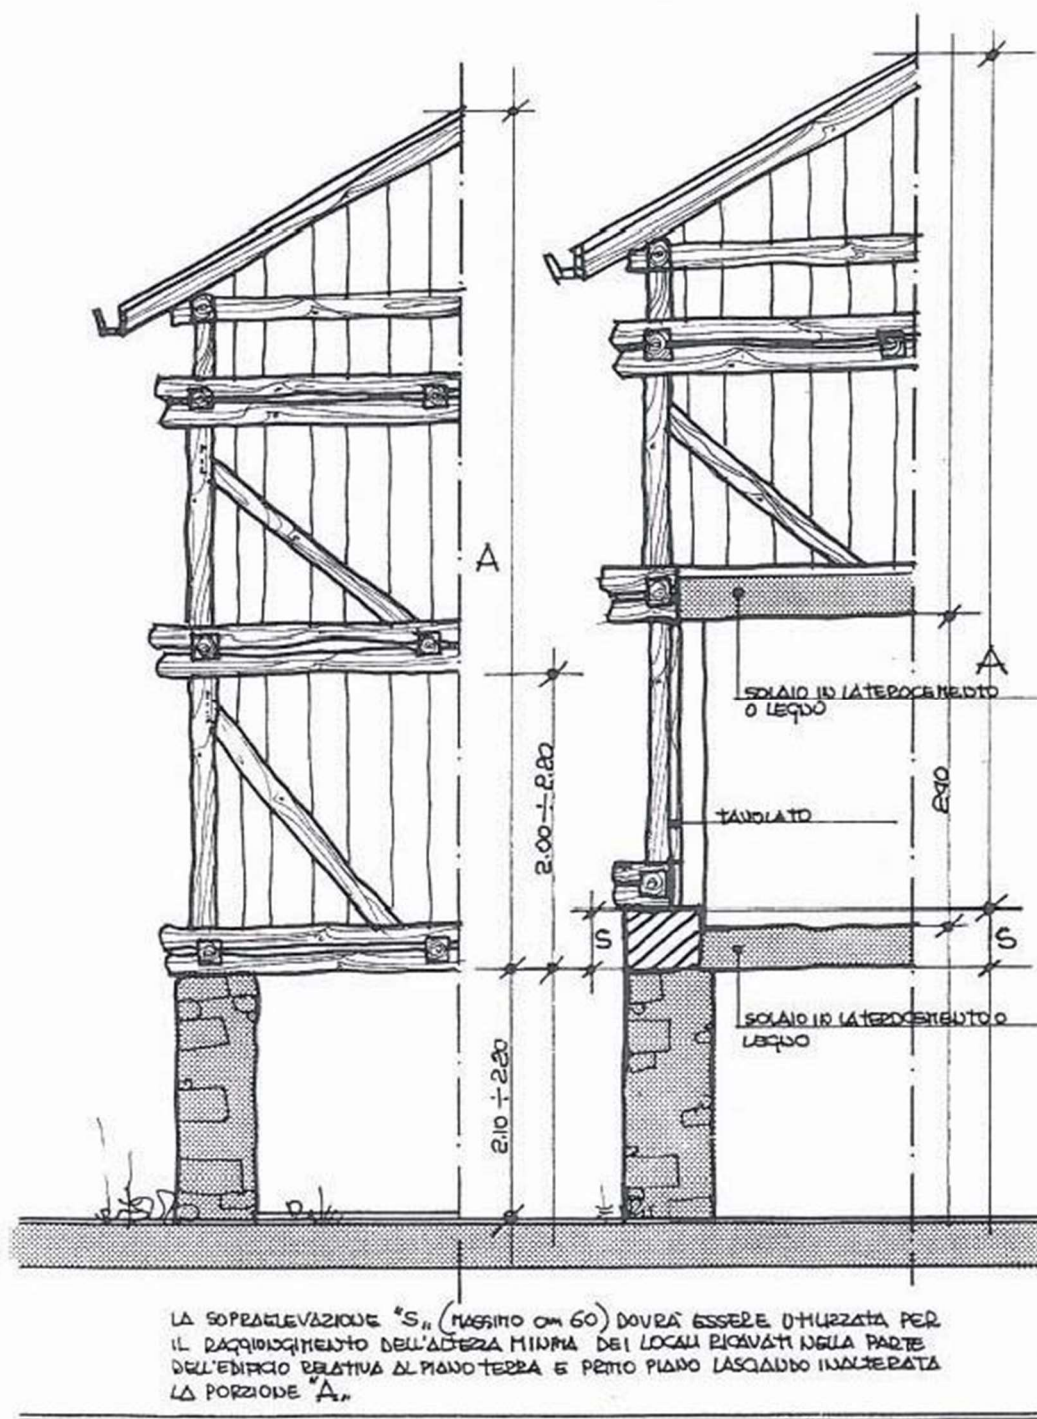 A
A
SOLAIO IN LATEROCEMENTO
O LEGNO
2.00÷2.20
2.90
TAVOLATO
S
S
SOLAIO IN LATEROCEMENTO O
LEGNO
2.10÷2.20
LA SOPRAELEVAZIONE "S" (MASSIMO cm 60) DOVRÀ ESSERE UTILIZZATA PER
IL RAGGIUNGIMENTO DELL'ALTEZZA MINIMA DEI LOCALI RICAVATI NELLA PARTE
DELL'EDIFICIO RELATIVA AL PIANO TERRA E PRIMO PIANO LASCIANDO INALTERATA
LA PORZIONE "A"